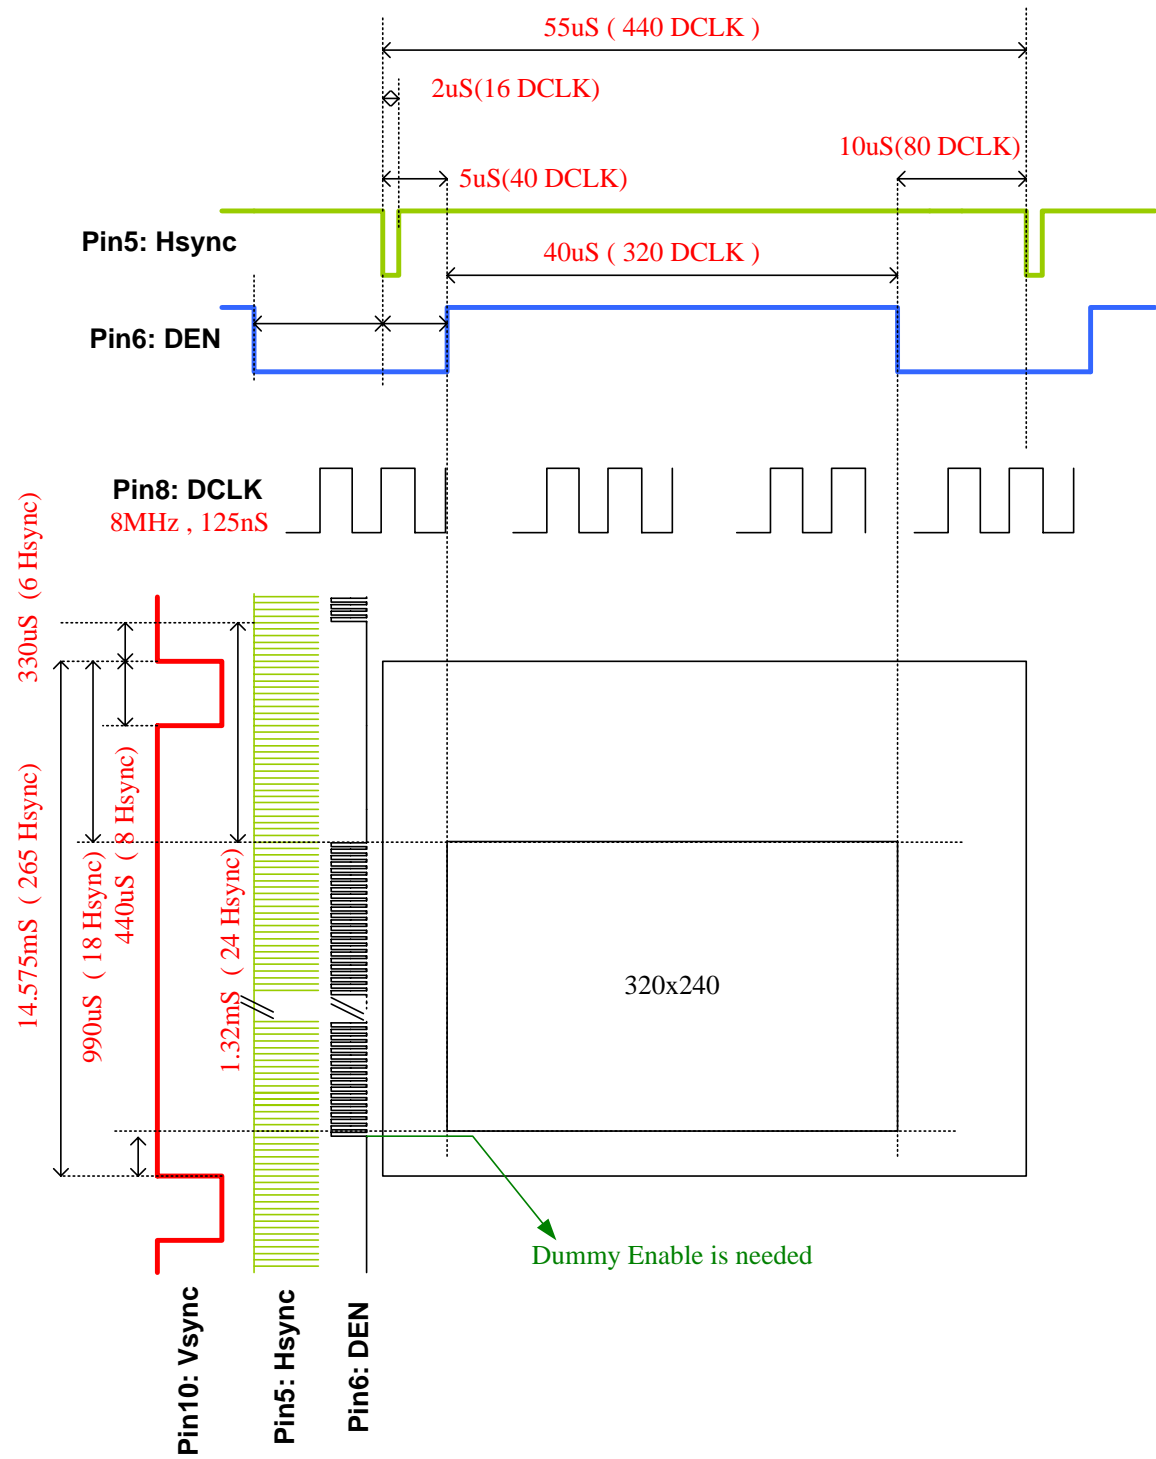 55uS ( 440 DCLK )
2uS(16 DCLK)
10uS(80 DCLK)
5uS(40 DCLK)
Pin5: Hsync
40uS ( 320 DCLK )
Pin6: DEN
Pin8: DCLK
8MHz , 125nS
330uS (6 Hsync)
14.575mS ( 265 Hsync)
990uS ( 18 Hsync)
440uS ( 8 Hsync)
1.32mS ( 24 Hsync)
320x240
Dummy Enable is needed
Pin10: Vsync
Pin5: Hsync
Pin6: DEN